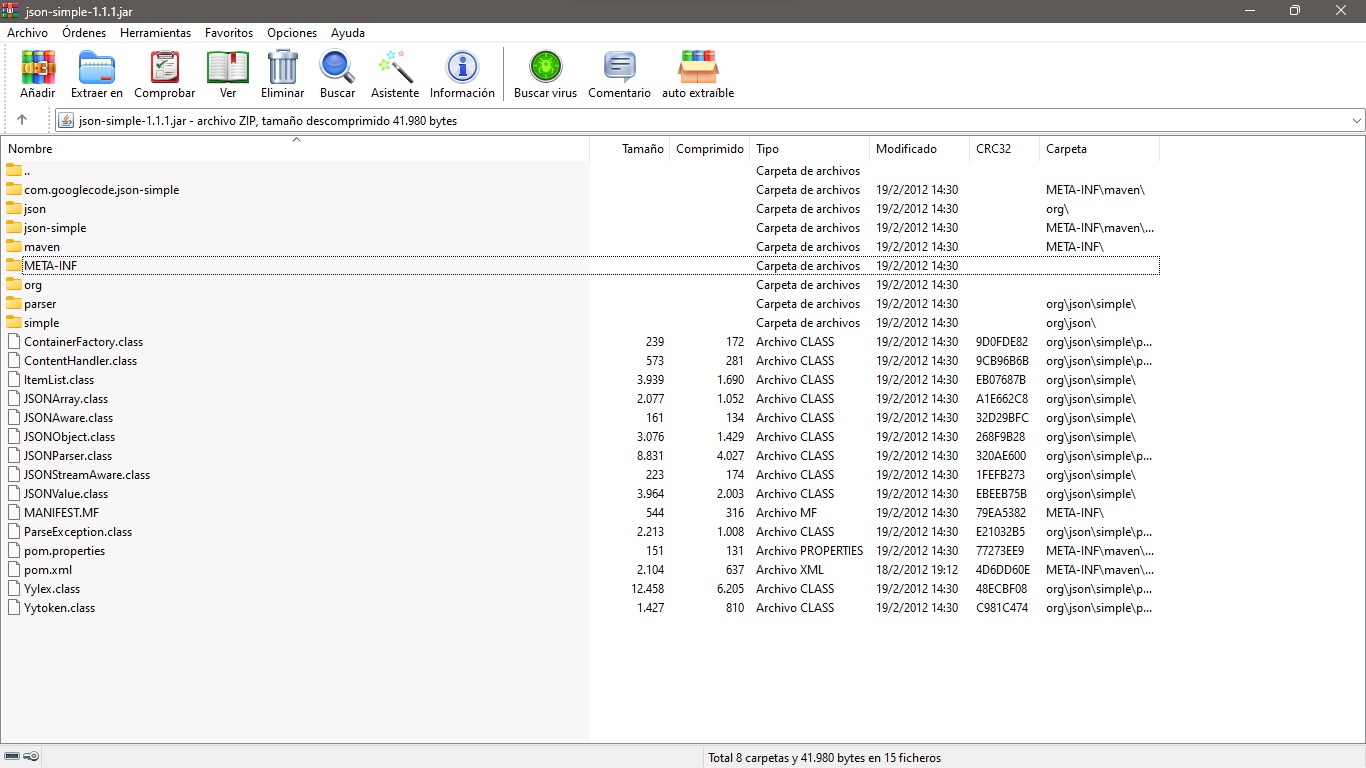 json-simple-1.1.1.jar
Archivo Órdenes Herramientas Favoritos Opciones Ayuda
Añadir Extraer en Comprobar Ver Eliminar Buscar Asistente Información Buscar virus Comentario auto extraíble
json-simple-1.1.1.jar - archivo ZIP, tamaño descomprimido 41.980 bytes
Nombre Tamaño Comprimido Tipo Modificado CRC32 Carpeta
.. Carpeta de archivos
com.googlecode.json-simple Carpeta de archivos 19/2/2012 14:30 META-INF\maven\
json Carpeta de archivos 19/2/2012 14:30 org\
json-simple Carpeta de archivos 19/2/2012 14:30 META-INF\maven\...
maven Carpeta de archivos 19/2/2012 14:30 META-INF\
META-INF Carpeta de archivos 19/2/2012 14:30
org Carpeta de archivos 19/2/2012 14:30
parser Carpeta de archivos 19/2/2012 14:30 org\json\simple\
simple Carpeta de archivos 19/2/2012 14:30 org\json\
ContainerFactory.class 239 172 Archivo CLASS 19/2/2012 14:30 9D0FDE82 org\json\simple\p...
ContentHandler.class 573 281 Archivo CLASS 19/2/2012 14:30 9CB96B6B org\json\simple\p...
ItemList.class 3.939 1.690 Archivo CLASS 19/2/2012 14:30 EB07687B org\json\simple\
JSONArray.class 2.077 1.052 Archivo CLASS 19/2/2012 14:30 A1E662C8 org\json\simple\
JSONAware.class 161 134 Archivo CLASS 19/2/2012 14:30 32D29BFC org\json\simple\
JSONObject.class 3.076 1.429 Archivo CLASS 19/2/2012 14:30 268F9B28 org\json\simple\
JSONParser.class 8.831 4.027 Archivo CLASS 19/2/2012 14:30 320AE600 org\json\simple\p...
JSONStreamAware.class 223 174 Archivo CLASS 19/2/2012 14:30 1FEFB273 org\json\simple\
JSONValue.class 3.964 2.003 Archivo CLASS 19/2/2012 14:30 EBEEB75B org\json\simple\
MANIFEST.MF 544 316 Archivo MF 19/2/2012 14:30 79EA5382 META-INF\
ParseException.class 2.213 1.008 Archivo CLASS 19/2/2012 14:30 E21032B5 org\json\simple\p...
pom.properties 151 131 Archivo PROPERTIES 19/2/2012 14:30 77273EE9 META-INF\maven\...
pom.xml 2.104 637 Archivo XML 18/2/2012 19:12 4D6DD60E META-INF\maven\...
Yylex.class 12.458 6.205 Archivo CLASS 19/2/2012 14:30 48ECBF08 org\json\simple\p...
Yytoken.class 1.427 810 Archivo CLASS 19/2/2012 14:30 C981C474 org\json\simple\p...
Total 8 carpetas y 41.980 bytes en 15 ficheros